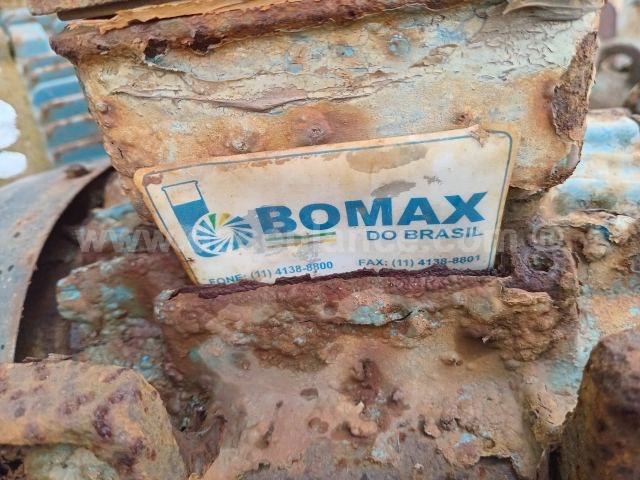 BOMAX
DO BRASIL
FONE: (11) 4138-8800 FAX: (11) 4138-8801